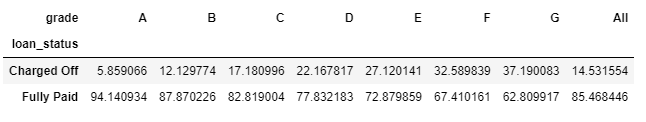 grade A B C D E F G All
loan_status
Charged Off 5.859066 12.129774 17.180996 22.167817 27.120141 32.589839 37.190083 14.531554
Fully Paid 94.140934 87.870226 82.819004 77.832183 72.879859 67.410161 62.809917 85.468446